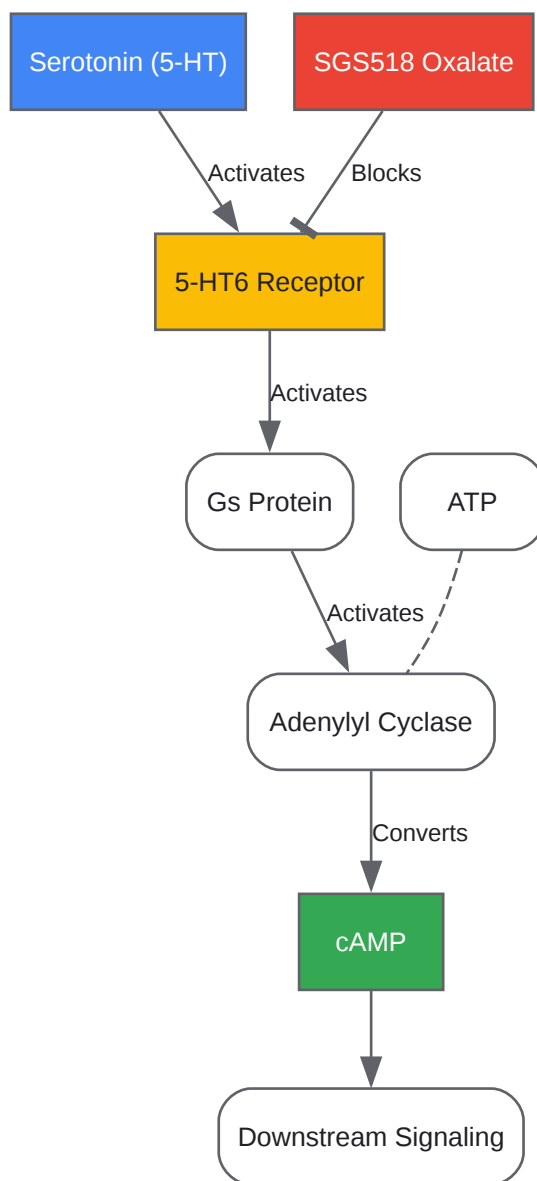 Serotonin (5-HT)
SGS518 Oxalate
Activates
Blocks
5-HT6 Receptor
Activates
Gs Protein
ATP
Activates
Adenylyl Cyclase
Converts
cAMP
Downstream Signaling